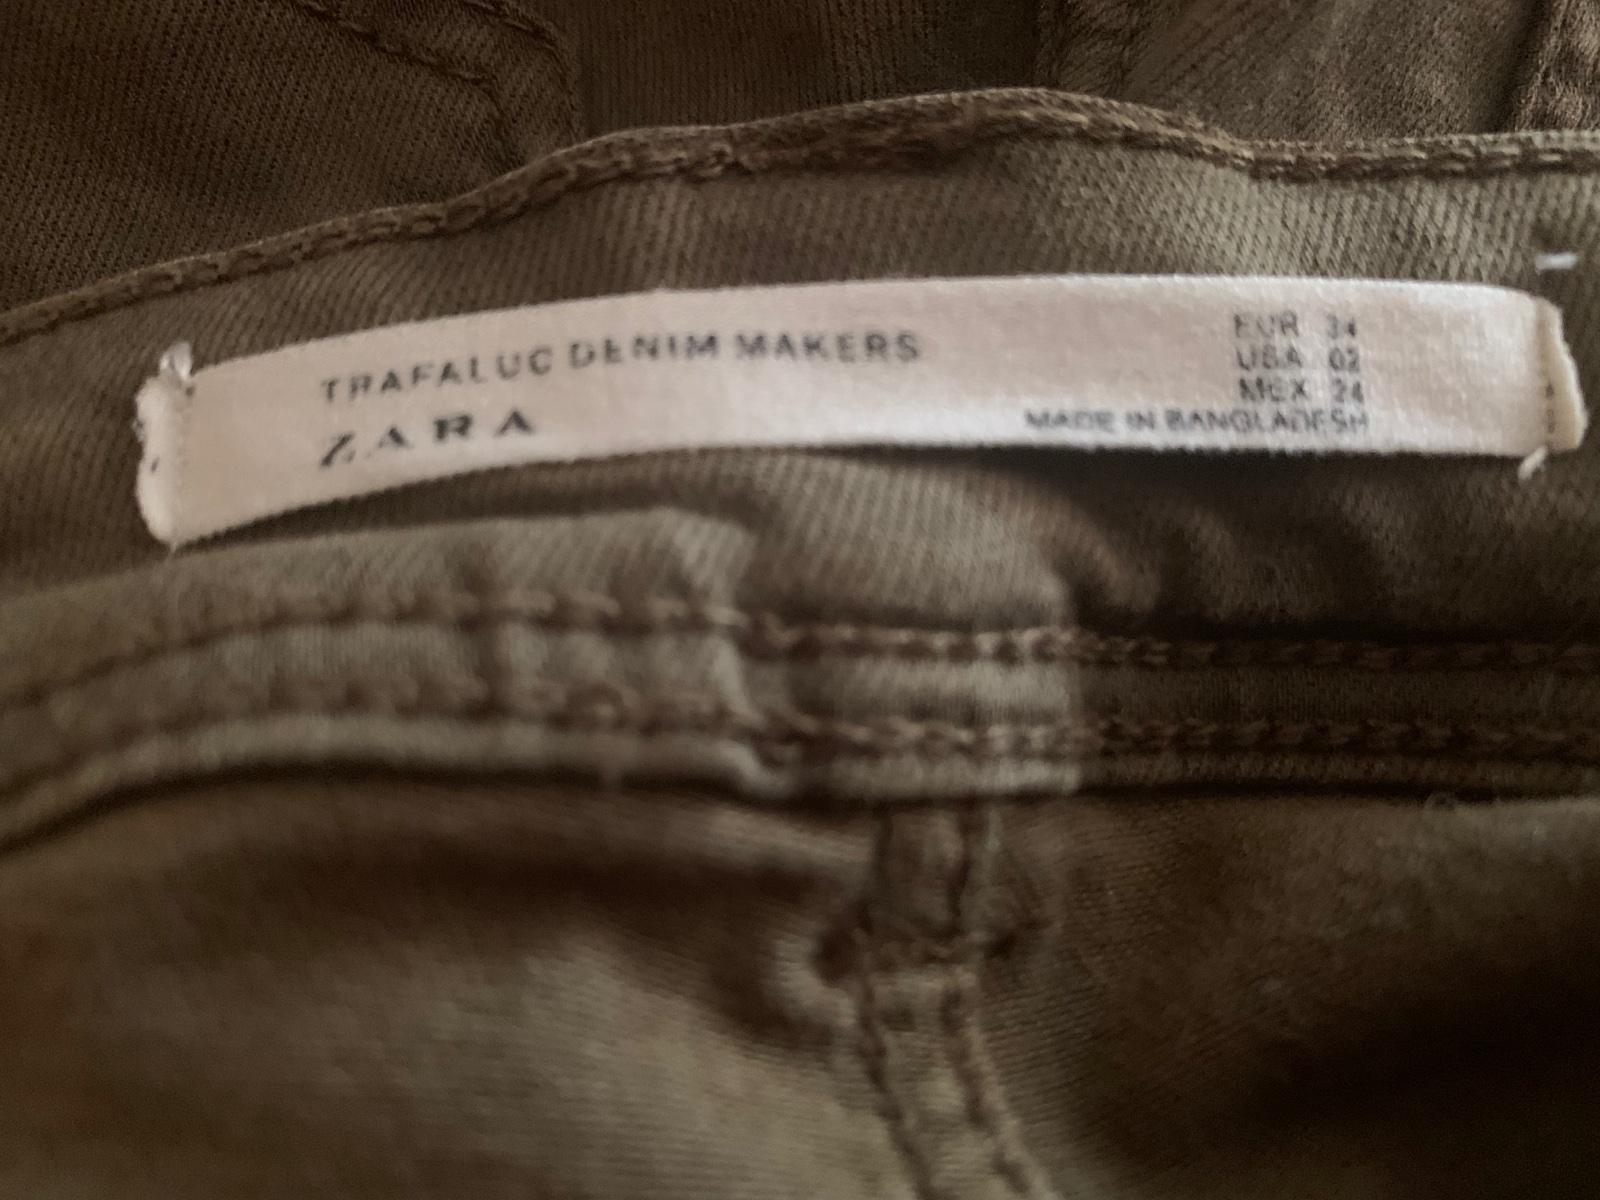 TRAFALUC DENIM MAKERS
ZARA
EUR 34
USA 02
MEX 24
MADE IN BANGLADESH